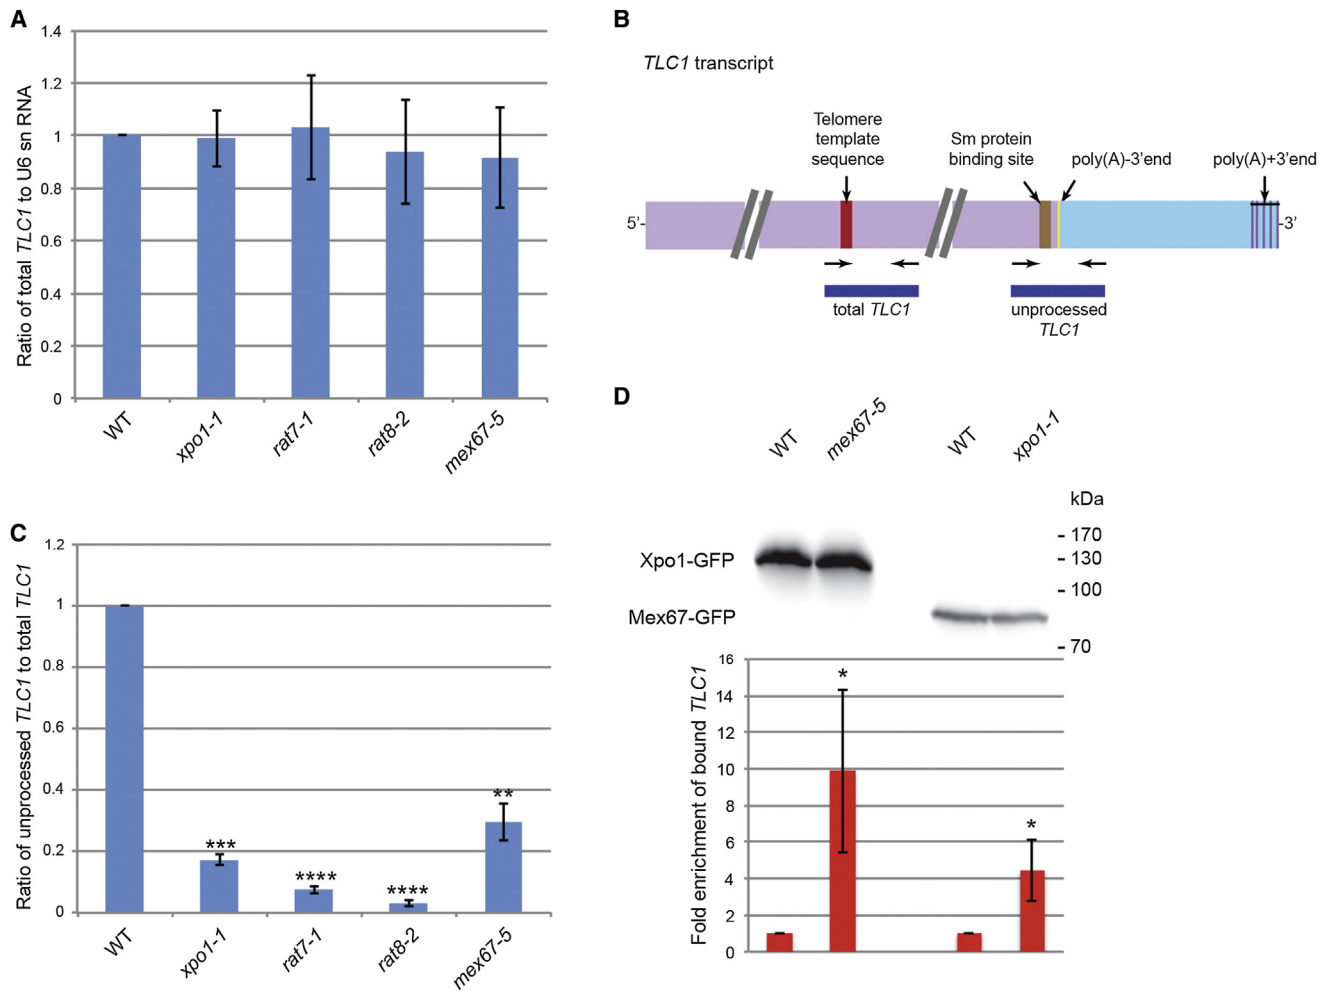 A
Ratio of total TLC1 to U6 sn RNA
1.4
1.2
1
0.8
0.6
0.4
0.2
0
WT
xpo1-1
rat7-1
rat8-2
mex67-5
B
TLC1 transcript
Telomere
template
sequence
Sm protein
binding site
poly(A)-3'end
poly(A)+3'end
5'-
-3'
total TLC1
unprocessed
TLC1
C
Ratio of unprocessed TLC1 to total TLC1
1.2
1
0.8
0.6
0.4
0.2
0
***
****
****
**
WT
xpo1-1
rat7-1
rat8-2
mex67-5
D
WT
mex67-5
WT
xpo1-1
kDa
- 170
- 130
- 100
- 70
Xpo1-GFP
Mex67-GFP
Fold enrichment of bound TLC1
16
14
12
10
8
6
4
2
0
*
*